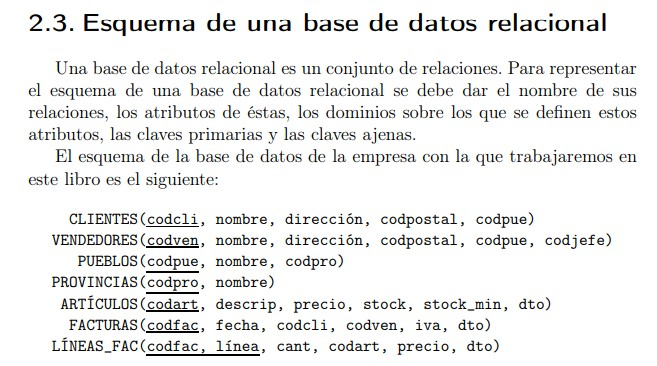 2.3. Esquema de una base de datos relacional
Una base de datos relacional es un conjunto de relaciones. Para representar
el esquema de una base de datos relacional se debe dar el nombre de sus
relaciones, los atributos de éstas, los dominios sobre los que se definen estos
atributos, las claves primarias y las claves ajenas.
El esquema de la base de datos de la empresa con la que trabajaremos en
este libro es el siguiente:
CLIENTES(codcli, nombre, dirección, codpostal, codpue)
VENDEDORES(codven, nombre, dirección, codpostal, codpue, codjefe)
PUEBLOS(codpue, nombre, codpro)
PROVINCIAS(codpro, nombre)
ARTÍCULOS(codart, descrip, precio, stock, stock_min, dto)
FACTURAS(codfac, fecha, codcli, codven, iva, dto)
LÍNEAS_FAC(codfac, línea, cant, codart, precio, dto)